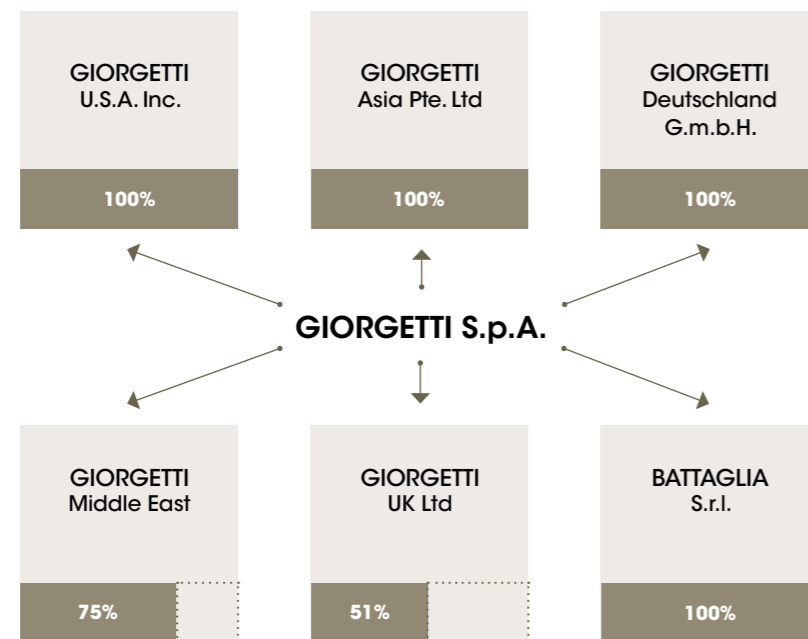 GIORGETTI
U.S.A. Inc.
100%
GIORGETTI
Asia Pte. Ltd
100%
GIORGETTI
Deutschland
G.m.b.H.
100%
GIORGETTI S.p.A.
GIORGETTI
Middle East
75%
GIORGETTI
UK Ltd
51%
BATTAGLIA
S.r.l.
100%